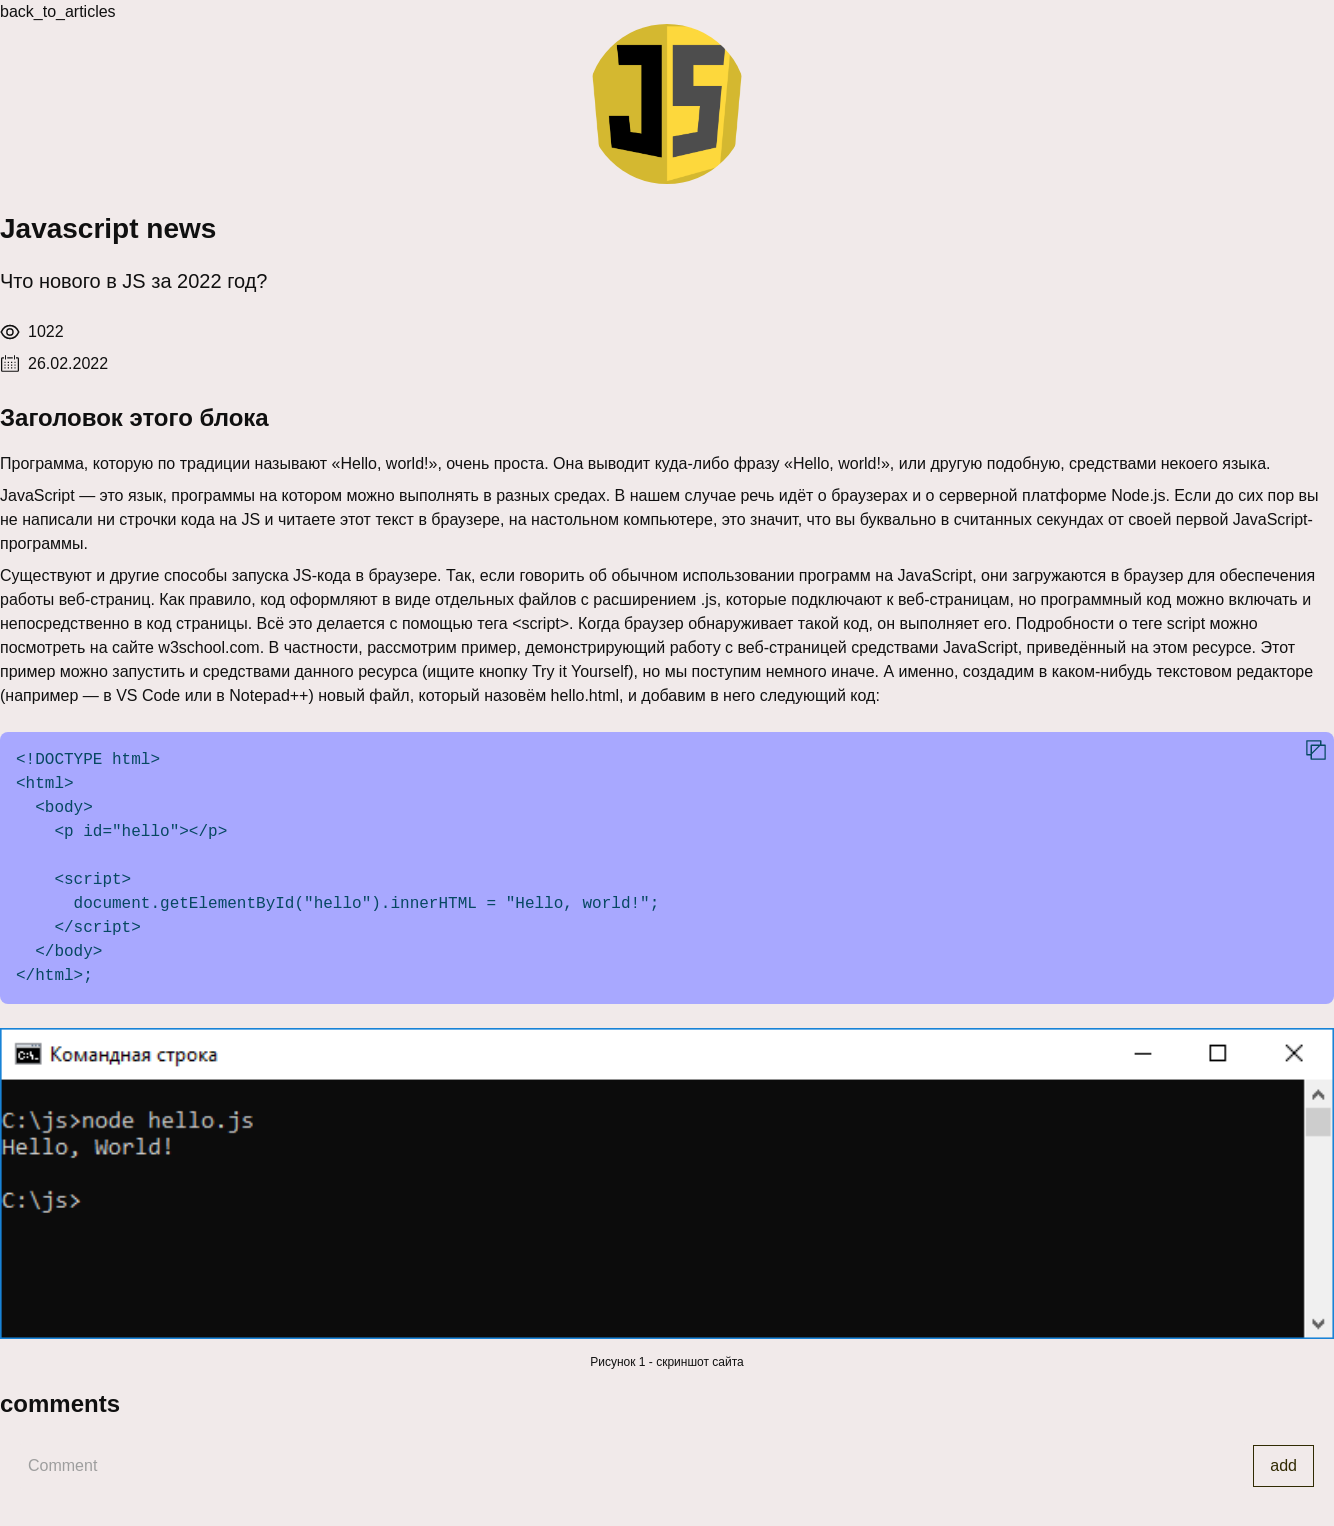 back_to_articles
JS
Javascript news
Что нового в JS за 2022 год?
1022
26.02.2022
Заголовок этого блока
Программа, которую по традиции называют «Hello, world!», очень проста. Она выводит куда-либо фразу «Hello, world!», или другую подобную, средствами некоего языка.
JavaScript — это язык, программы на котором можно выполнять в разных средах. В нашем случае речь идёт о браузерах и о серверной платформе Node.js. Если до сих пор вы
не написали ни строчки кода на JS и читаете этот текст в браузере, на настольном компьютере, это значит, что вы буквально в считанных секундах от своей первой JavaScript-
программы.
Существуют и другие способы запуска JS-кода в браузере. Так, если говорить об обычном использовании программ на JavaScript, они загружаются в браузер для обеспечения
работы веб-страниц. Как правило, код оформляют в виде отдельных файлов с расширением .js, которые подключают к веб-страницам, но программный код можно включать и
непосредственно в код страницы. Всё это делается с помощью тега <script>. Когда браузер обнаруживает такой код, он выполняет его. Подробности о теге script можно
посмотреть на сайте w3school.com. В частности, рассмотрим пример, демонстрирующий работу с веб-страницей средствами JavaScript, приведённый на этом ресурсе. Этот
пример можно запустить и средствами данного ресурса (ищите кнопку Try it Yourself), но мы поступим немного иначе. А именно, создадим в каком-нибудь текстовом редакторе
(например — в VS Code или в Notepad++) новый файл, который назовём hello.html, и добавим в него следующий код:
<!DOCTYPE html>
<html>
  <body>
    <p id="hello"></p>

    <script>
      document.getElementById("hello").innerHTML = "Hello, world!";
    </script>
  </body>
</html>;
C:\. Командная строка
C:\js>node hello.js
Hello, World!
C:\js>
Рисунок 1 - скриншот сайта
comments
Comment
add